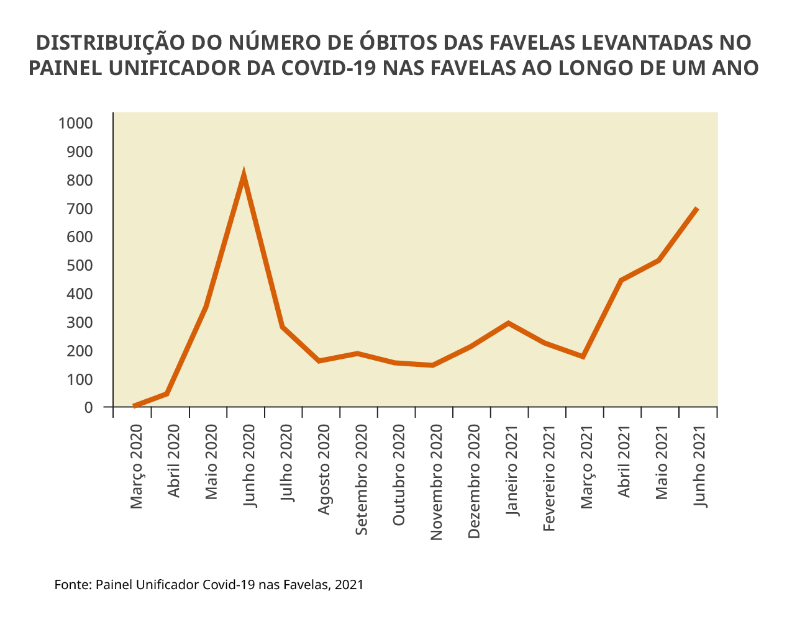 DISTRIBUIÇÃO DO NÚMERO DE ÓBITOS DAS FAVELAS LEVANTADAS NO
PAINEL UNIFICADOR DA COVID-19 NAS FAVELAS AO LONGO DE UM ANO
1000
900
800
700
600
500
400
300
200
100
0
Março 2020
Abril 2020
Maio 2020
Junho 2020
Julho 2020
Agosto 2020
Setembro 2020
Outubro 2020
Novembro 2020
Dezembro 2020
Janeiro 2021
Fevereiro 2021
Março 2021
Abril 2021
Maio 2021
Junho 2021
Fonte: Painel Unificador Covid-19 nas Favelas, 2021